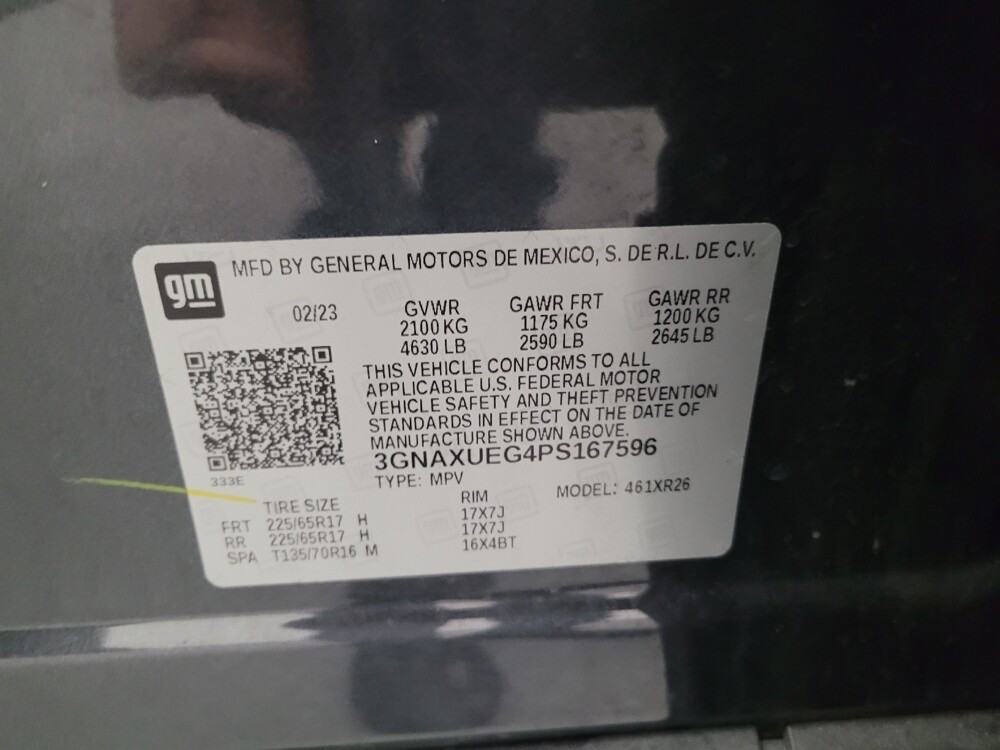 gm
MFD BY GENERAL MOTORS DE MEXICO, S. DE R.L. DE C.V.
02/23 GVWR GAWR FRT GAWR RR
2100 KG 1175 KG 1200 KG
4630 LB 2590 LB 2645 LB
THIS VEHICLE CONFORMS TO ALL
APPLICABLE U.S. FEDERAL MOTOR
VEHICLE SAFETY AND THEFT PREVENTION
STANDARDS IN EFFECT ON THE DATE OF
MANUFACTURE SHOWN ABOVE.
3GNAXUEG4PS167596
333E
TYPE: MPV MODEL: 461XR26
TIRE SIZE RIM
FRT 225/65R17 H 17X7J
RR 225/65R17 H 17X7J
SPA T135/70R16 M 16X4BT